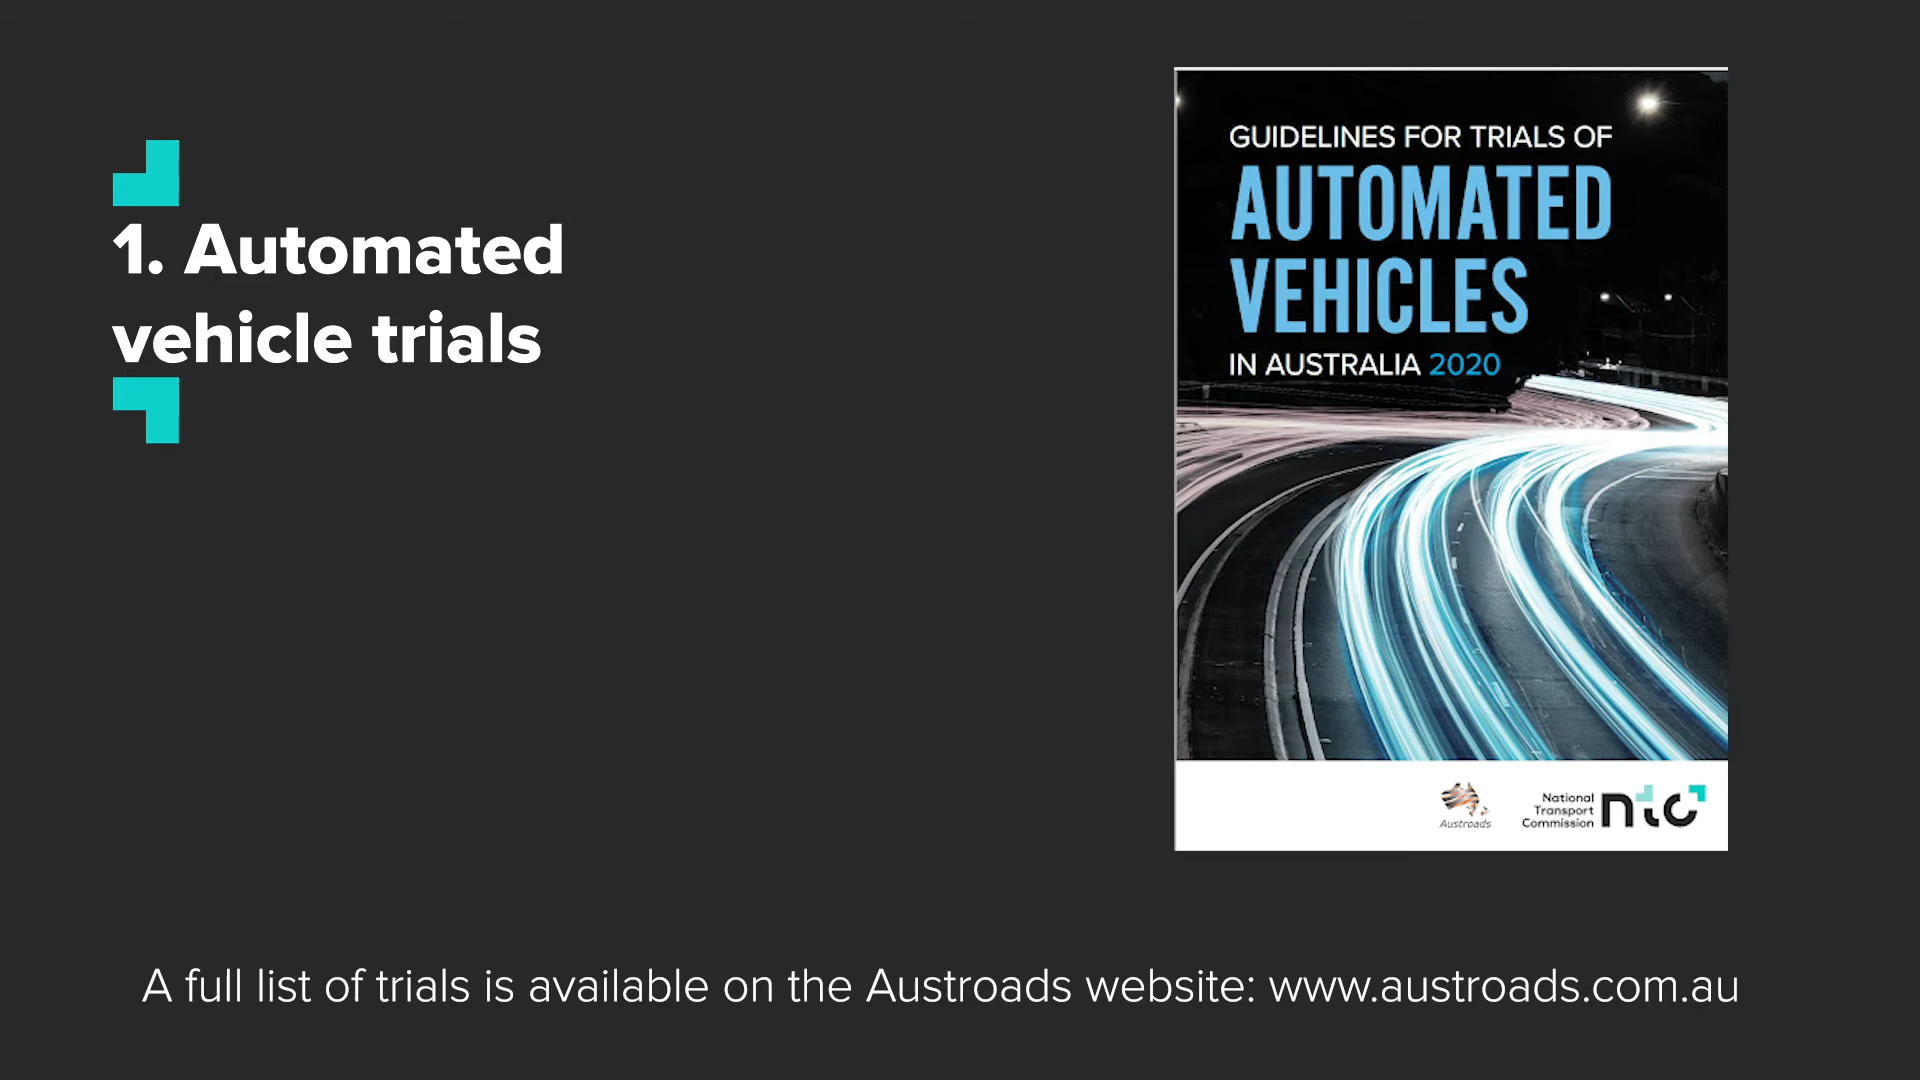 1. Automated
vehicle trials
GUIDELINES FOR TRIALS OF
AUTOMATED
VEHICLES
IN AUSTRALIA 2020
Austroads
National
Transport
Commission
ntc
A full list of trials is available on the Austroads website: www.austroads.com.au